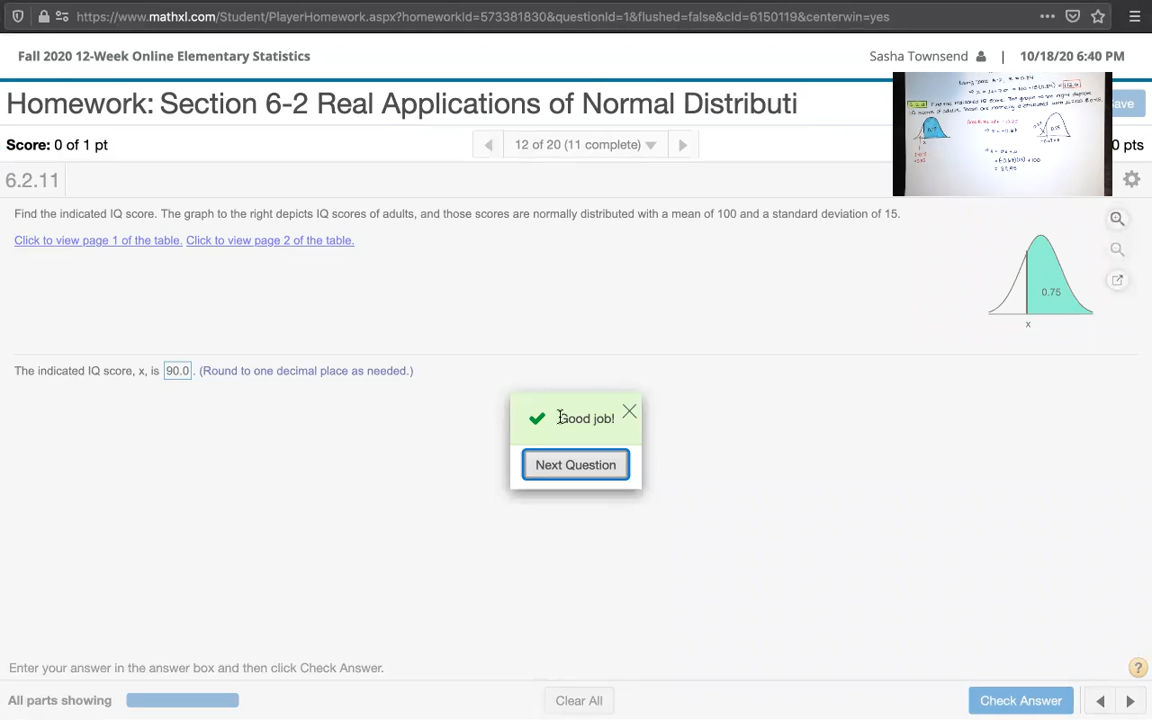 https://www.mathxl.com/Student/PlayerHomework.aspx?homeworkId=573381830&questionId=1&flushed=false&cId=6150119&centerwin=yes
Fall 2020 12-Week Online Elementary Statistics
Sasha Townsend | 10/18/20 6:40 PM
Homework: Section 6-2 Real Applications of Normal Distributi
Score: 0 of 1 pt
12 of 20 (11 complete)
0 pts
6.2.11
Find the indicated IQ score. The graph to the right depicts IQ scores of adults, and those scores are normally distributed with a mean of 100 and a standard deviation of 15.
Click to view page 1 of the table. Click to view page 2 of the table.
0.75
x
The indicated IQ score, x, is 90.0. (Round to one decimal place as needed.)
Good job!
Next Question
Enter your answer in the answer box and then click Check Answer.
?
All parts showing
Clear All
Check Answer